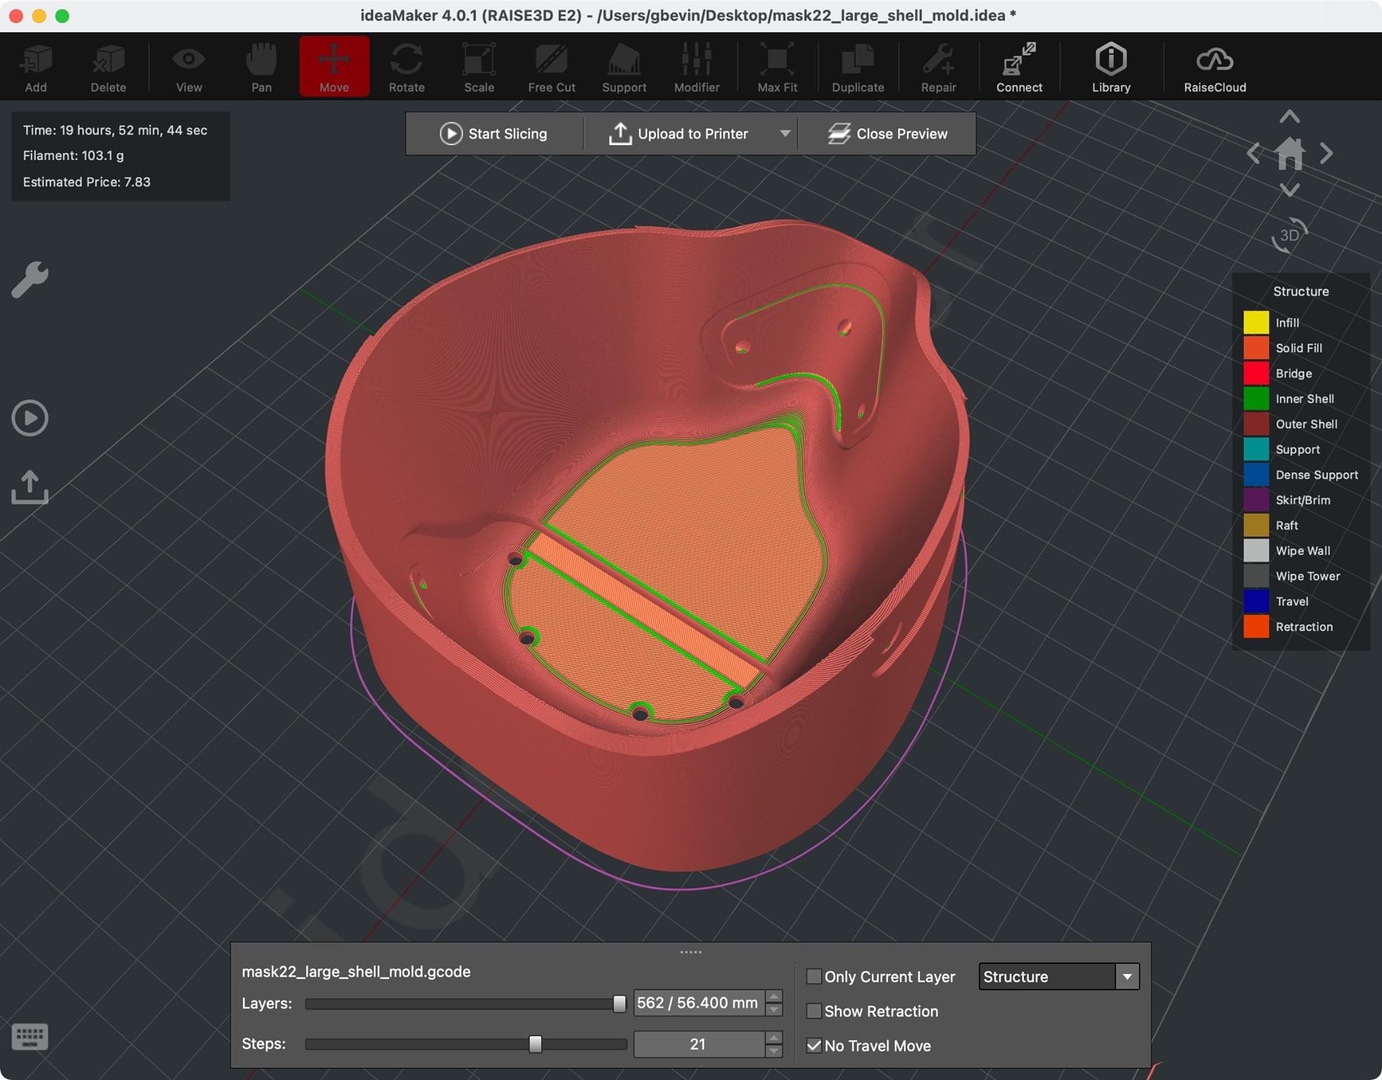 ideaMaker 4.0.1 (RAISE3D E2) - /Users/gbevin/Desktop/mask22_large_shell_mold.idea *
Add
Delete
View
Pan
Move
Rotate
Scale
Free Cut
Support
Modifier
Max Fit
Duplicate
Repair
Connect
Library
RaiseCloud
Time: 19 hours, 52 min, 44 sec
Filament: 103.1 g
Estimated Price: 7.83
Start Slicing
Upload to Printer
Close Preview
3D
Structure
Infill
Solid Fill
Bridge
Inner Shell
Outer Shell
Support
Dense Support
Skirt/Brim
Raft
Wipe Wall
Wipe Tower
Travel
Retraction
mask22_large_shell_mold.gcode
Layers:
562 / 56.400 mm
Steps:
21
Only Current Layer
Structure
Show Retraction
No Travel Move